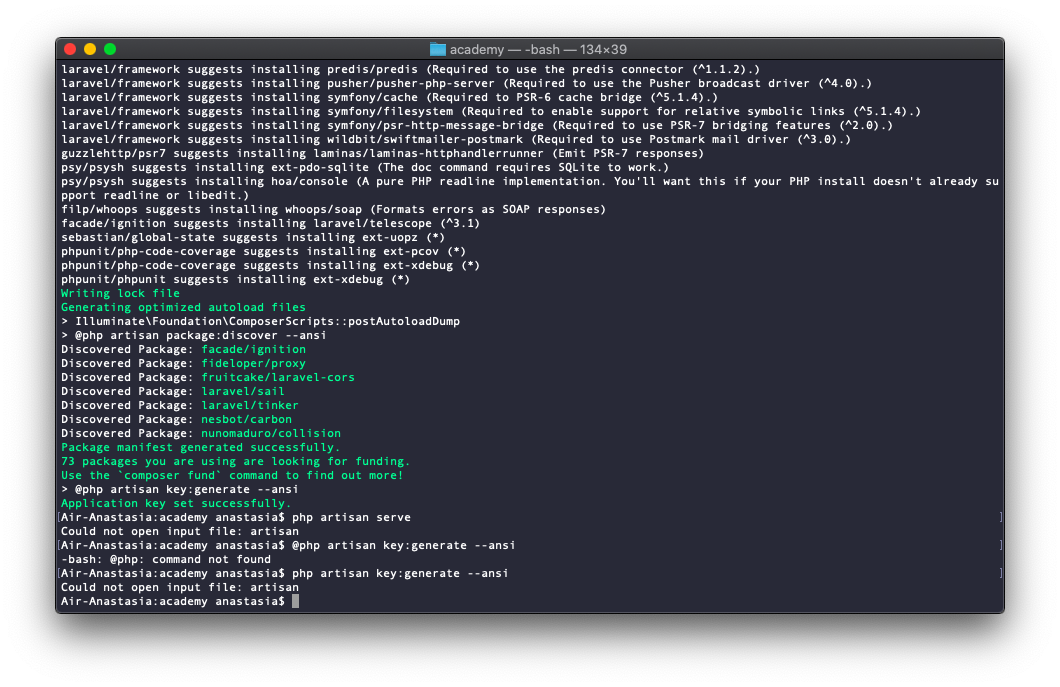 academy — -bash — 134×39
laravel/framework suggests installing predis/predis (Required to use the predis connector (^1.1.2).)
laravel/framework suggests installing pusher/pusher-php-server (Required to use the Pusher broadcast driver (^4.0).)
laravel/framework suggests installing symfony/cache (Required to PSR-6 cache bridge (^5.1.4).)
laravel/framework suggests installing symfony/filesystem (Required to enable support for relative symbolic links (^5.1.4).)
laravel/framework suggests installing symfony/psr-http-message-bridge (Required to use PSR-7 bridging features (^2.0).)
laravel/framework suggests installing wildbit/swiftmailer-postmark (Required to use Postmark mail driver (^3.0).)
guzzlehttp/psr7 suggests installing laminas/laminas-httphandlerrunner (Emit PSR-7 responses)
psy/psysh suggests installing ext-pdo-sqlite (The doc command requires SQLite to work.)
psy/psysh suggests installing hoa/console (A pure PHP readline implementation. You'll want this if your PHP install doesn't already su
pport readline or libedit.)
filp/whoops suggests installing whoops/soap (Formats errors as SOAP responses)
facade/ignition suggests installing laravel/telescope (^3.1)
sebastian/global-state suggests installing ext-uopz (*)
phpunit/php-code-coverage suggests installing ext-pcov (*)
phpunit/php-code-coverage suggests installing ext-xdebug (*)
phpunit/phpunit suggests installing ext-xdebug (*)
Writing lock file
Generating optimized autoload files
> Illuminate\Foundation\ComposerScripts::postAutoloadDump
> @php artisan package:discover --ansi
Discovered Package: facade/ignition
Discovered Package: fideloper/proxy
Discovered Package: fruitcake/laravel-cors
Discovered Package: laravel/sail
Discovered Package: laravel/tinker
Discovered Package: nesbot/carbon
Discovered Package: nunomaduro/collision
Package manifest generated successfully.
73 packages you are using are looking for funding.
Use the `composer fund` command to find out more!
> @php artisan key:generate --ansi
Application key set successfully.
[Air-Anastasia:academy anastasia$ php artisan serve ]
Could not open input file: artisan
[Air-Anastasia:academy anastasia$ @php artisan key:generate --ansi ]
-bash: @php: command not found
[Air-Anastasia:academy anastasia$ php artisan key:generate --ansi ]
Could not open input file: artisan
Air-Anastasia:academy anastasia$